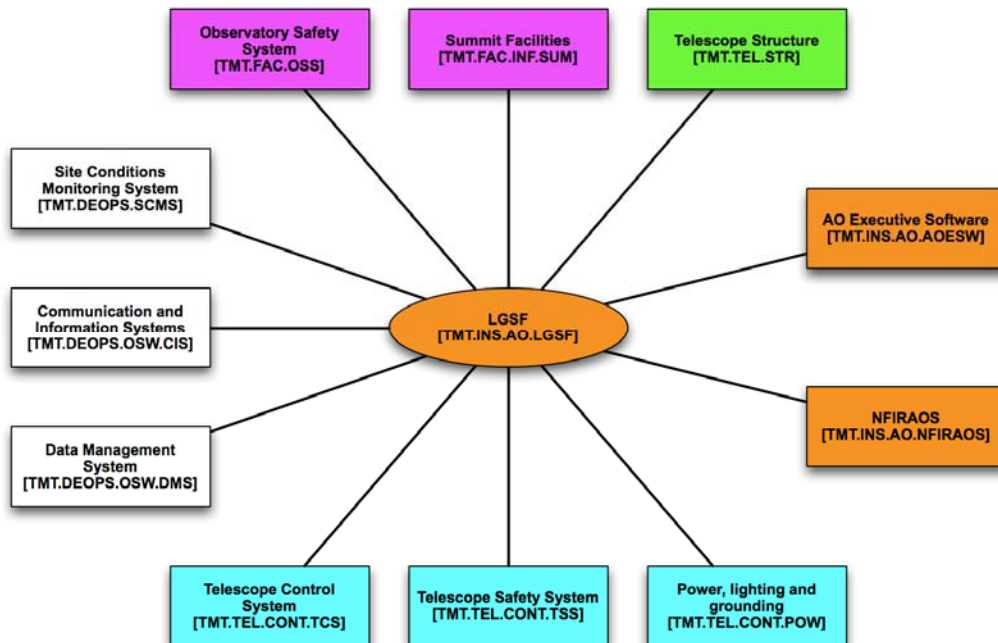 Observatory Safety
System
[TMT.FAC.OSS]
Summit Facilities
[TMT.FAC.INF.SUM]
Telescope Structure
[TMT.TEL.STR]
Site Conditions
Monitoring System
[TMT.DEOPS.SCMS]
AO Executive Software
[TMT.INS.AO.AOESW]
Communication and
Information Systems
[TMT.DEOPS.OSW.CIS]
LGSF
[TMT.INS.AO.LGSF]
Data Management
System
[TMT.DEOPS.OSW.DMS]
NFIRAOS
[TMT.INS.AO.NFIRAOS]
Telescope Control
System
[TMT.TEL.CONT.TCS]
Telescope Safety System
[TMT.TEL.CONT.TSS]
Power, lighting and
grounding
[TMT.TEL.CONT.POW]